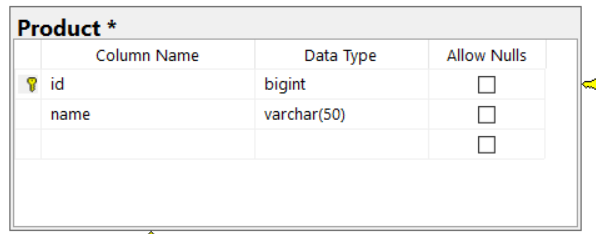 Product *
Column Name Data Type Allow Nulls
id bigint
name varchar(50)